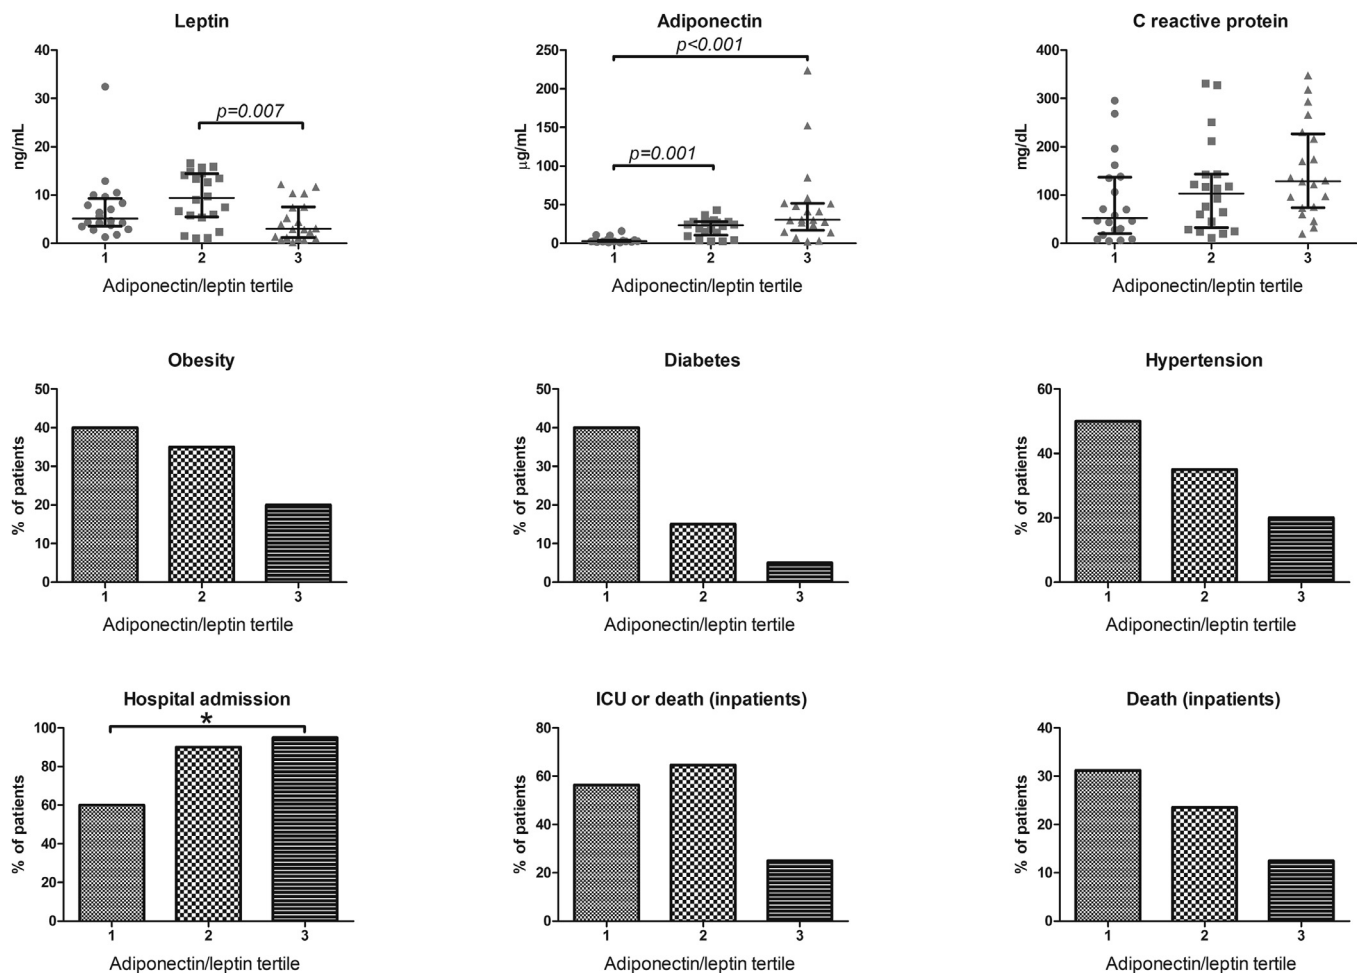 Leptin
ng/mL
40
30
20
10
0
p=0.007
1 2 3
Adiponectin/leptin tertile
Adiponectin
µg/mL
250
200
150
100
50
0
p<0.001
p=0.001
1 2 3
Adiponectin/leptin tertile
C reactive protein
mg/dL
400
300
200
100
0
1 2 3
Adiponectin/leptin tertile
Obesity
% of patients
50
40
30
20
10
0
1 2 3
Adiponectin/leptin tertile
Diabetes
% of patients
50
40
30
20
10
0
1 2 3
Adiponectin/leptin tertile
Hypertension
% of patients
60
40
20
0
1 2 3
Adiponectin/leptin tertile
Hospital admission
% of patients
100
80
60
40
20
0
*
1 2 3
Adiponectin/leptin tertile
ICU or death (inpatients)
% of patients
80
60
40
20
0
1 2 3
Adiponectin/leptin tertile
Death (inpatients)
% of patients
40
30
20
10
0
1 2 3
Adiponectin/leptin tertile